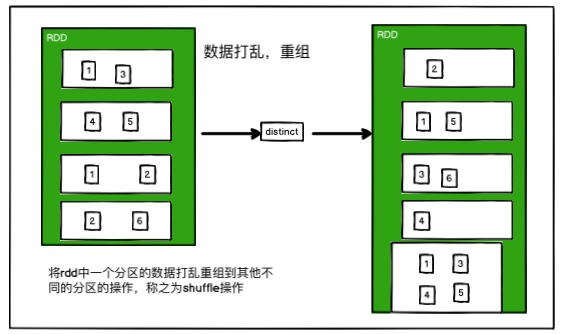 RDD
数据打乱，重组
1 3
4 5
1 2
2 6
distinct
将rdd中一个分区的数据打乱重组到其他不
同的分区的操作，称之为shuffle操作
RDD
2
1 5
3 6
4
1 3
4 5